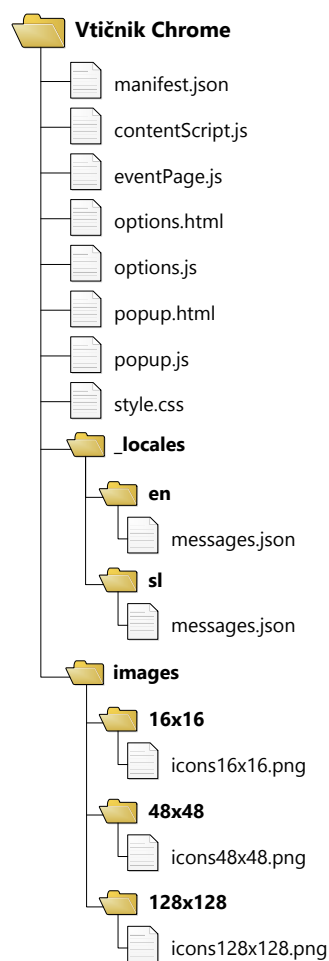 Vtičnik Chrome
manifest.json
contentScript.js
eventPage.js
options.html
options.js
popup.html
popup.js
style.css
_locales
en
messages.json
sl
messages.json
images
16x16
icons16x16.png
48x48
icons48x48.png
128x128
icons128x128.png